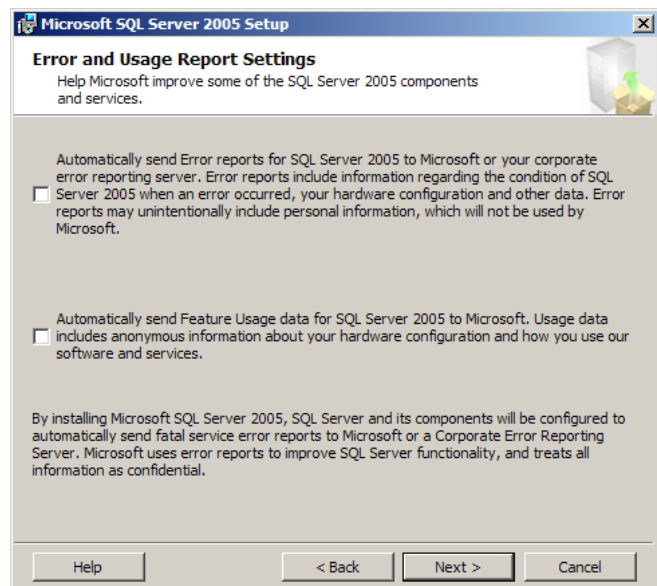 Microsoft SQL Server 2005 Setup
Error and Usage Report Settings
Help Microsoft improve some of the SQL Server 2005 components
and services.
Automatically send Error reports for SQL Server 2005 to Microsoft or your corporate
error reporting server. Error reports include information regarding the condition of SQL
Server 2005 when an error occurred, your hardware configuration and other data. Error
reports may unintentionally include personal information, which will not be used by
Microsoft.
Automatically send Feature Usage data for SQL Server 2005 to Microsoft. Usage data
includes anonymous information about your hardware configuration and how you use our
software and services.
By installing Microsoft SQL Server 2005, SQL Server and its components will be configured to
automatically send fatal service error reports to Microsoft or a Corporate Error Reporting
Server. Microsoft uses error reports to improve SQL Server functionality, and treats all
information as confidential.
Help
< Back
Next >
Cancel